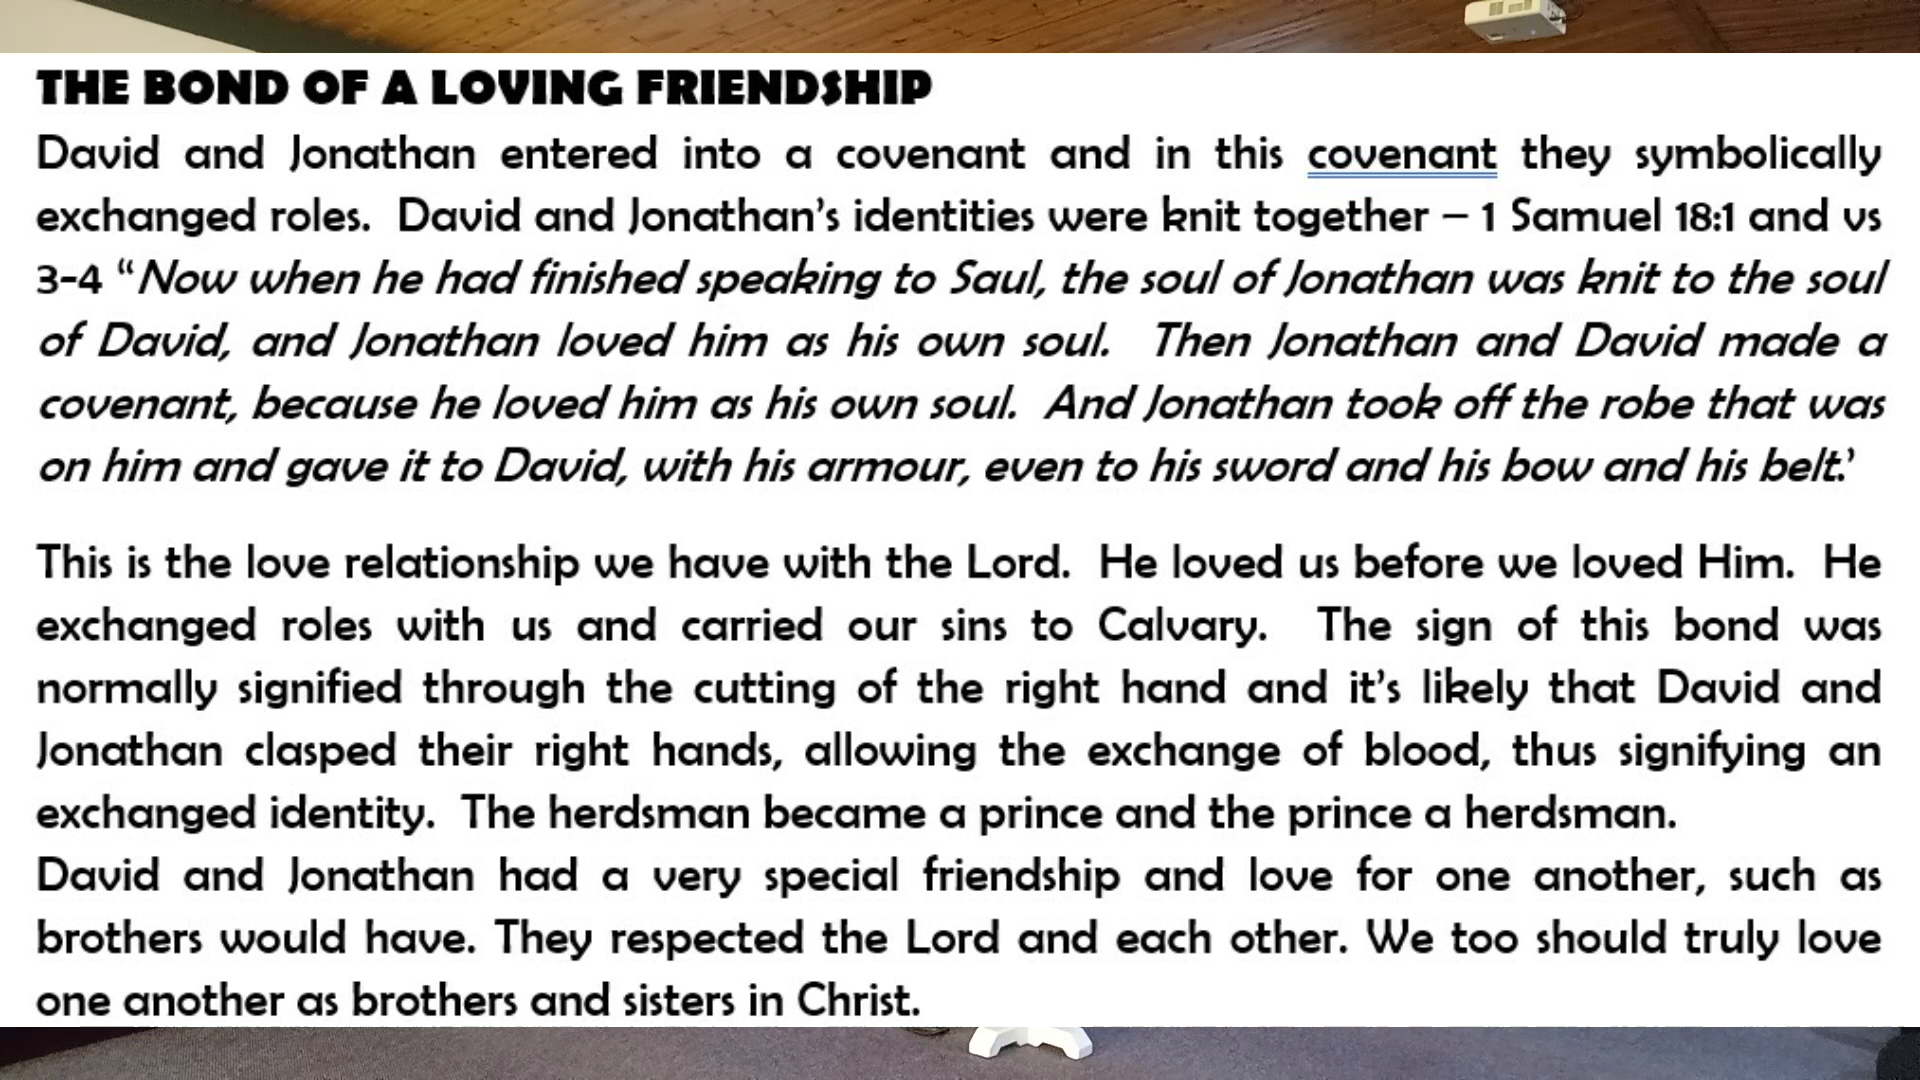 THE BOND OF A LOVING FRIENDSHIP
David and Jonathan entered into a covenant and in this covenant they symbolically
exchanged roles. David and Jonathan’s identities were knit together – 1 Samuel 18:1 and vs
3-4 “Now when he had finished speaking to Saul, the soul of Jonathan was knit to the soul
of David, and Jonathan loved him as his own soul. Then Jonathan and David made a
covenant, because he loved him as his own soul. And Jonathan took off the robe that was
on him and gave it to David, with his armour, even to his sword and his bow and his belt.’
This is the love relationship we have with the Lord. He loved us before we loved Him. He
exchanged roles with us and carried our sins to Calvary. The sign of this bond was
normally signified through the cutting of the right hand and it’s likely that David and
Jonathan clasped their right hands, allowing the exchange of blood, thus signifying an
exchanged identity. The herdsman became a prince and the prince a herdsman.
David and Jonathan had a very special friendship and love for one another, such as
brothers would have. They respected the Lord and each other. We too should truly love
one another as brothers and sisters in Christ.